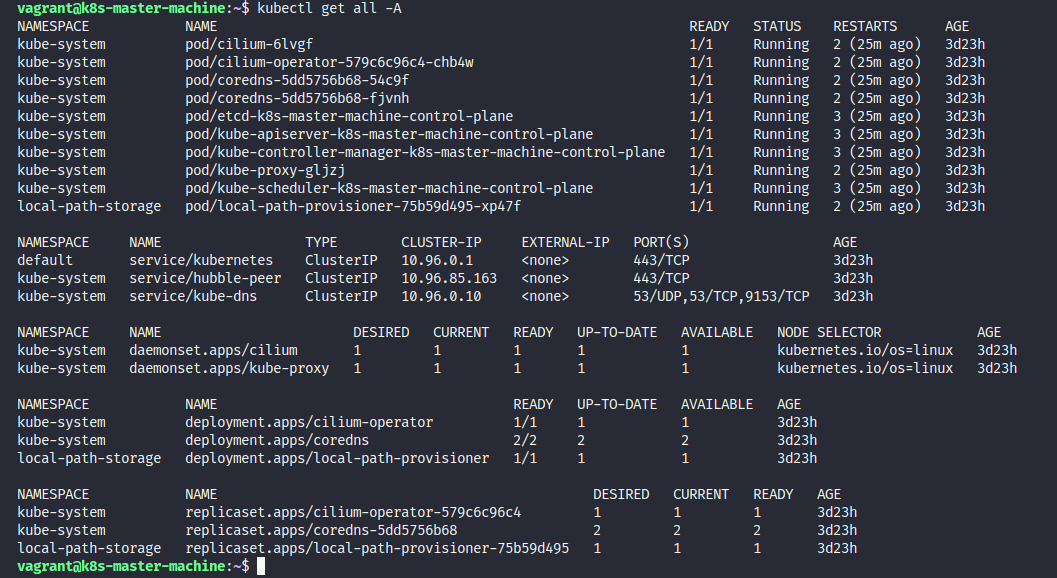 vagrant@k8s-master-machine:~$ kubectl get all -A
NAMESPACE NAME READY STATUS RESTARTS AGE
kube-system pod/cilium-6lvgf 1/1 Running 2 (25m ago) 3d23h
kube-system pod/cilium-operator-579c6c96c4-chb4w 1/1 Running 2 (25m ago) 3d23h
kube-system pod/coredns-5dd5756b68-54c9f 1/1 Running 2 (25m ago) 3d23h
kube-system pod/coredns-5dd5756b68-fjvnh 1/1 Running 2 (25m ago) 3d23h
kube-system pod/etcd-k8s-master-machine-control-plane 1/1 Running 3 (25m ago) 3d23h
kube-system pod/kube-apiserver-k8s-master-machine-control-plane 1/1 Running 3 (25m ago) 3d23h
kube-system pod/kube-controller-manager-k8s-master-machine-control-plane 1/1 Running 3 (25m ago) 3d23h
kube-system pod/kube-proxy-gljzj 1/1 Running 2 (25m ago) 3d23h
kube-system pod/kube-scheduler-k8s-master-machine-control-plane 1/1 Running 3 (25m ago) 3d23h
local-path-storage pod/local-path-provisioner-75b59d495-xp47f 1/1 Running 2 (25m ago) 3d23h
NAMESPACE NAME TYPE CLUSTER-IP EXTERNAL-IP PORT(S) AGE
default service/kubernetes ClusterIP 10.96.0.1 <none> 443/TCP 3d23h
kube-system service/hubble-peer ClusterIP 10.96.85.163 <none> 443/TCP 3d23h
kube-system service/kube-dns ClusterIP 10.96.0.10 <none> 53/UDP,53/TCP,9153/TCP 3d23h
NAMESPACE NAME DESIRED CURRENT READY UP-TO-DATE AVAILABLE NODE SELECTOR AGE
kube-system daemonset.apps/cilium 1 1 1 1 1 kubernetes.io/os=linux 3d23h
kube-system daemonset.apps/kube-proxy 1 1 1 1 1 kubernetes.io/os=linux 3d23h
NAMESPACE NAME READY UP-TO-DATE AVAILABLE AGE
kube-system deployment.apps/cilium-operator 1/1 1 1 3d23h
kube-system deployment.apps/coredns 2/2 2 2 3d23h
local-path-storage deployment.apps/local-path-provisioner 1/1 1 1 3d23h
NAMESPACE NAME DESIRED CURRENT READY AGE
kube-system replicaset.apps/cilium-operator-579c6c96c4 1 1 1 3d23h
kube-system replicaset.apps/coredns-5dd5756b68 2 2 2 3d23h
local-path-storage replicaset.apps/local-path-provisioner-75b59d495 1 1 1 3d23h
vagrant@k8s-master-machine:~$